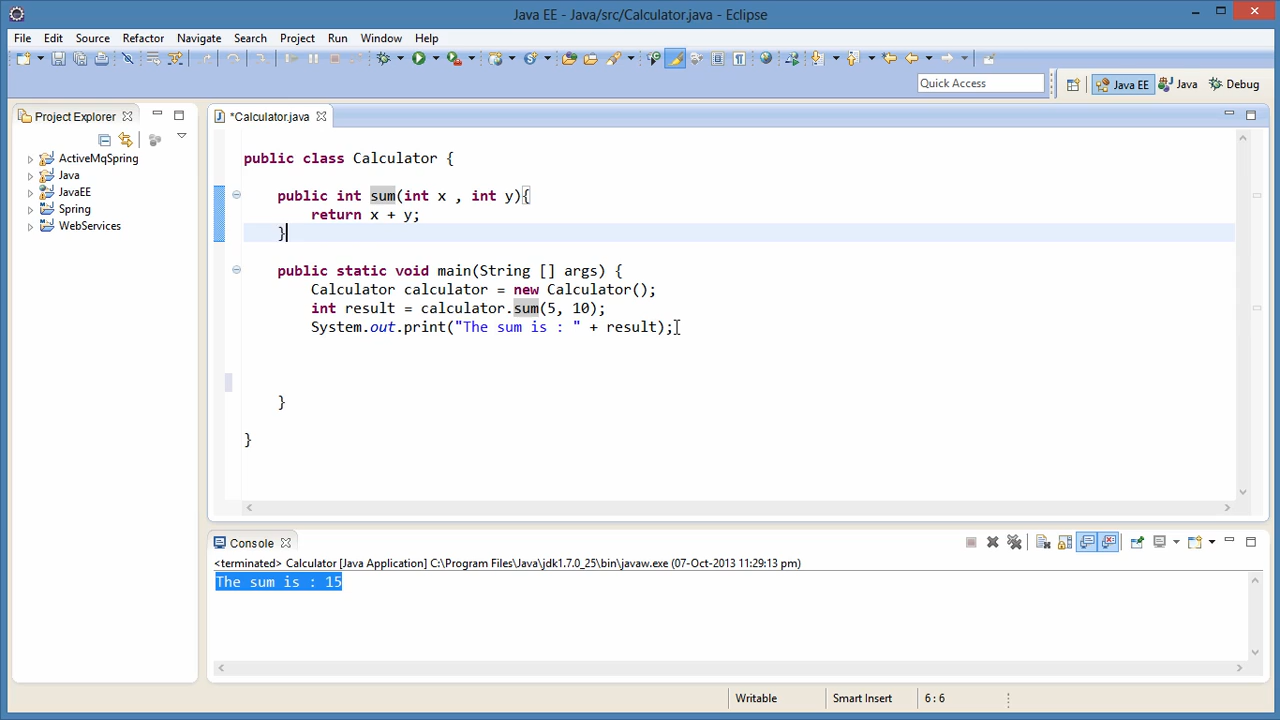 Java EE - Java/src/Calculator.java - Eclipse
File Edit Source Refactor Navigate Search Project Run Window Help
Quick Access
Java EE Java Debug
Project Explorer
*Calculator.java
ActiveMqSpring
Java
JavaEE
Spring
WebServices
public class Calculator {
public int sum(int x , int y){
return x + y;
}
public static void main(String [] args) {
Calculator calculator = new Calculator();
int result = calculator.sum(5, 10);
System.out.print("The sum is : " + result);
}
}
Console
<terminated> Calculator [Java Application] C:\Program Files\Java\jdk1.7.0_25\bin\javaw.exe (07-Oct-2013 11:29:13 pm)
The sum is : 15
Writable Smart Insert 6 : 6